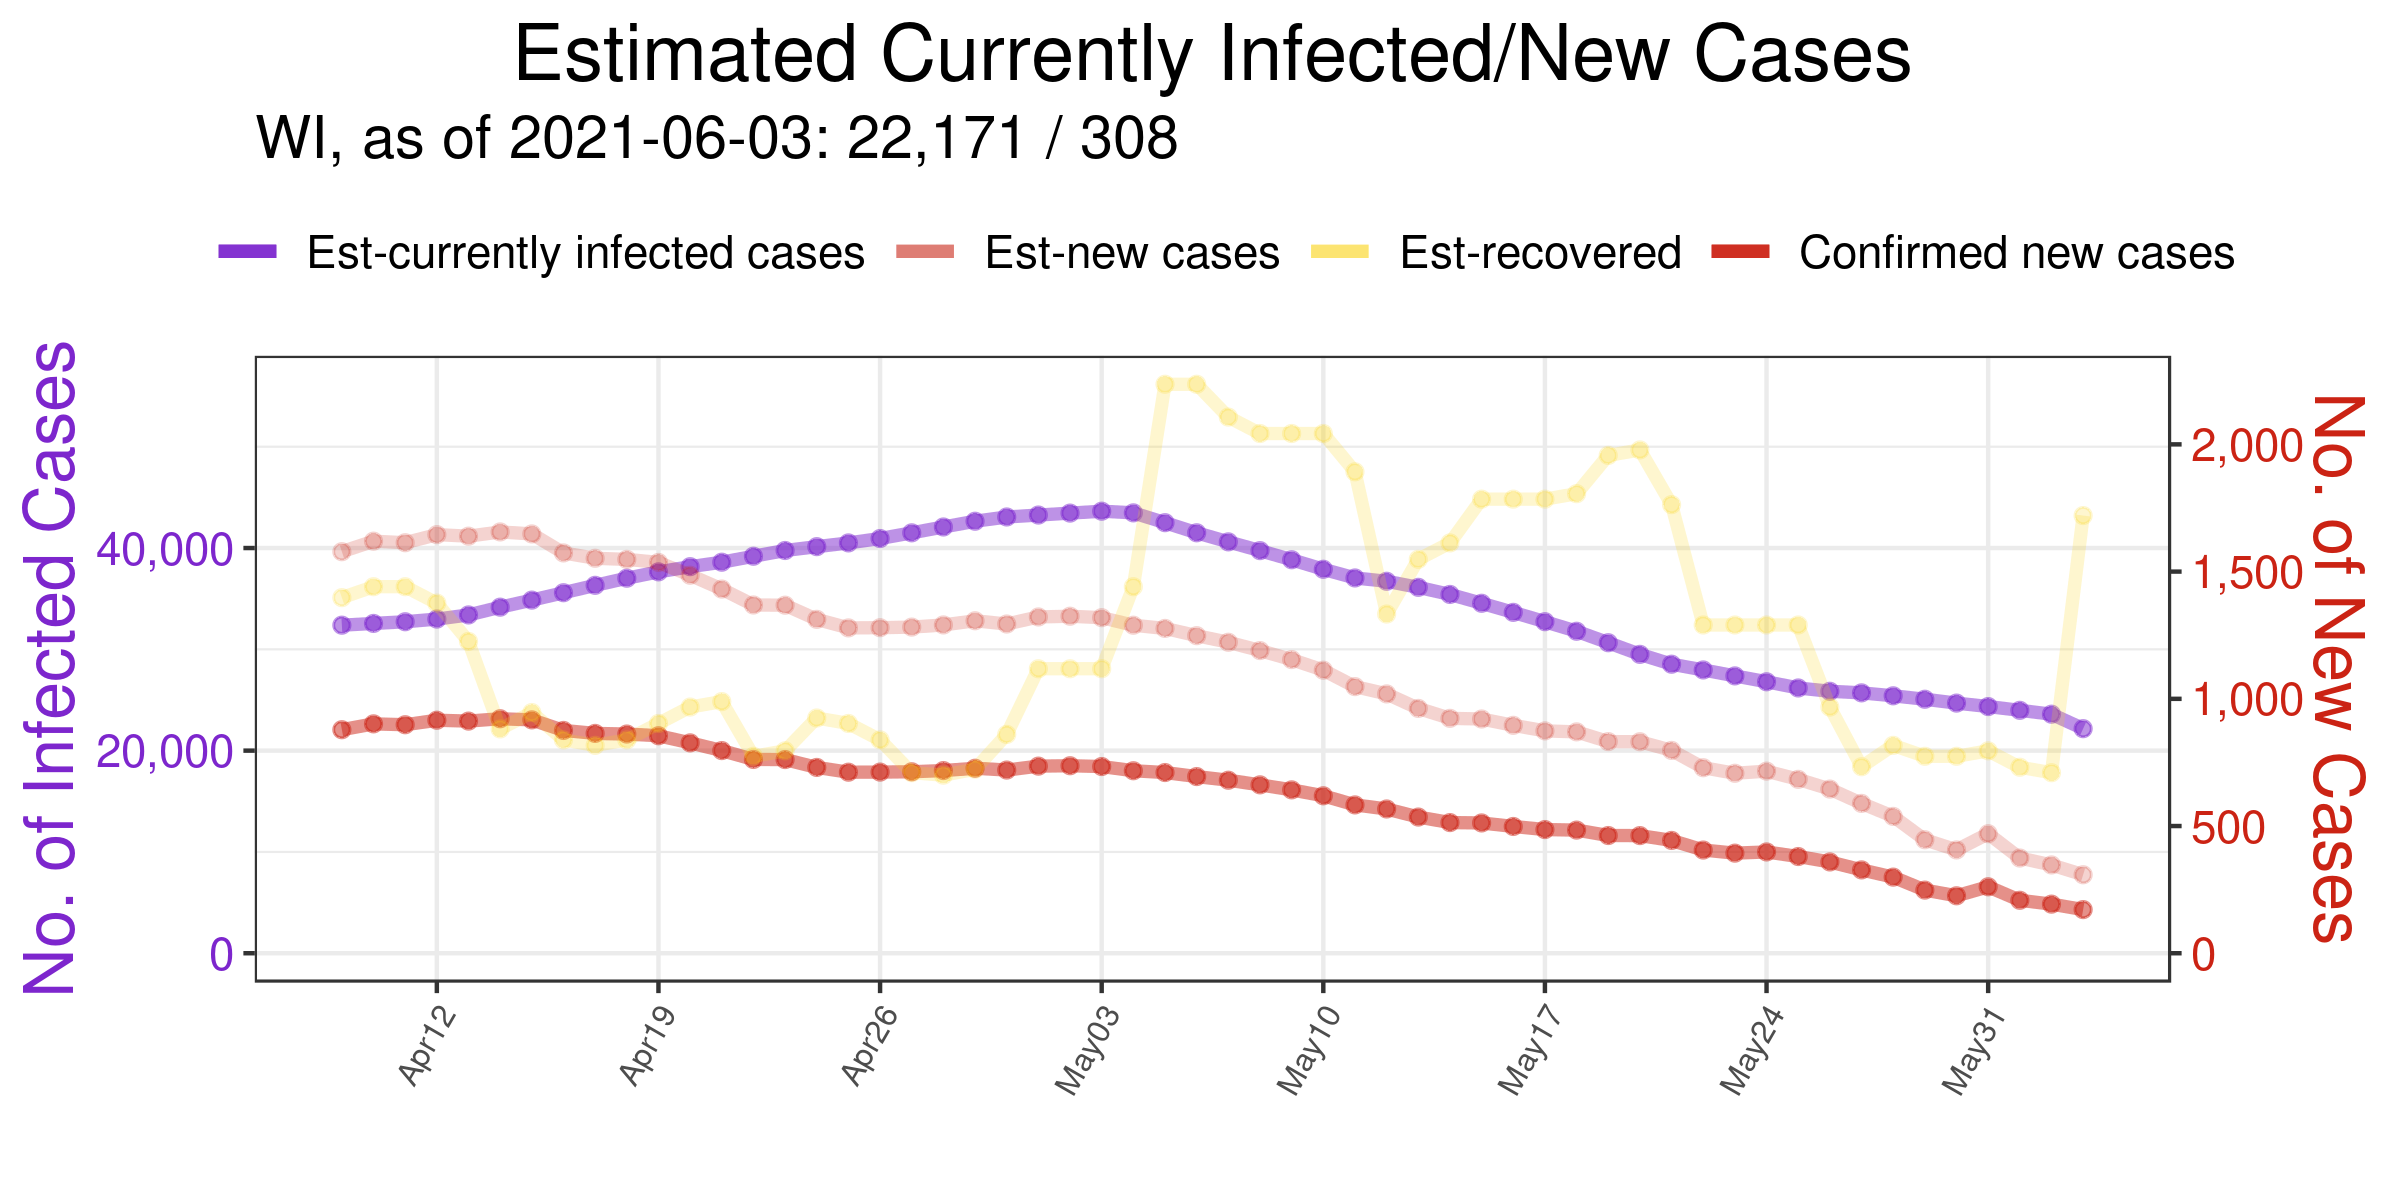 Estimated Currently Infected/New Cases
WI, as of 2021-06-03: 22,171 / 308
Est-currently infected cases Est-new cases Est-recovered Confirmed new cases
No. of Infected Cases
40,000
20,000
0
2,000
1,500
1,000
500
0
No. of New Cases
Apr12 Apr19 Apr26 May03 May10 May17 May24 May31